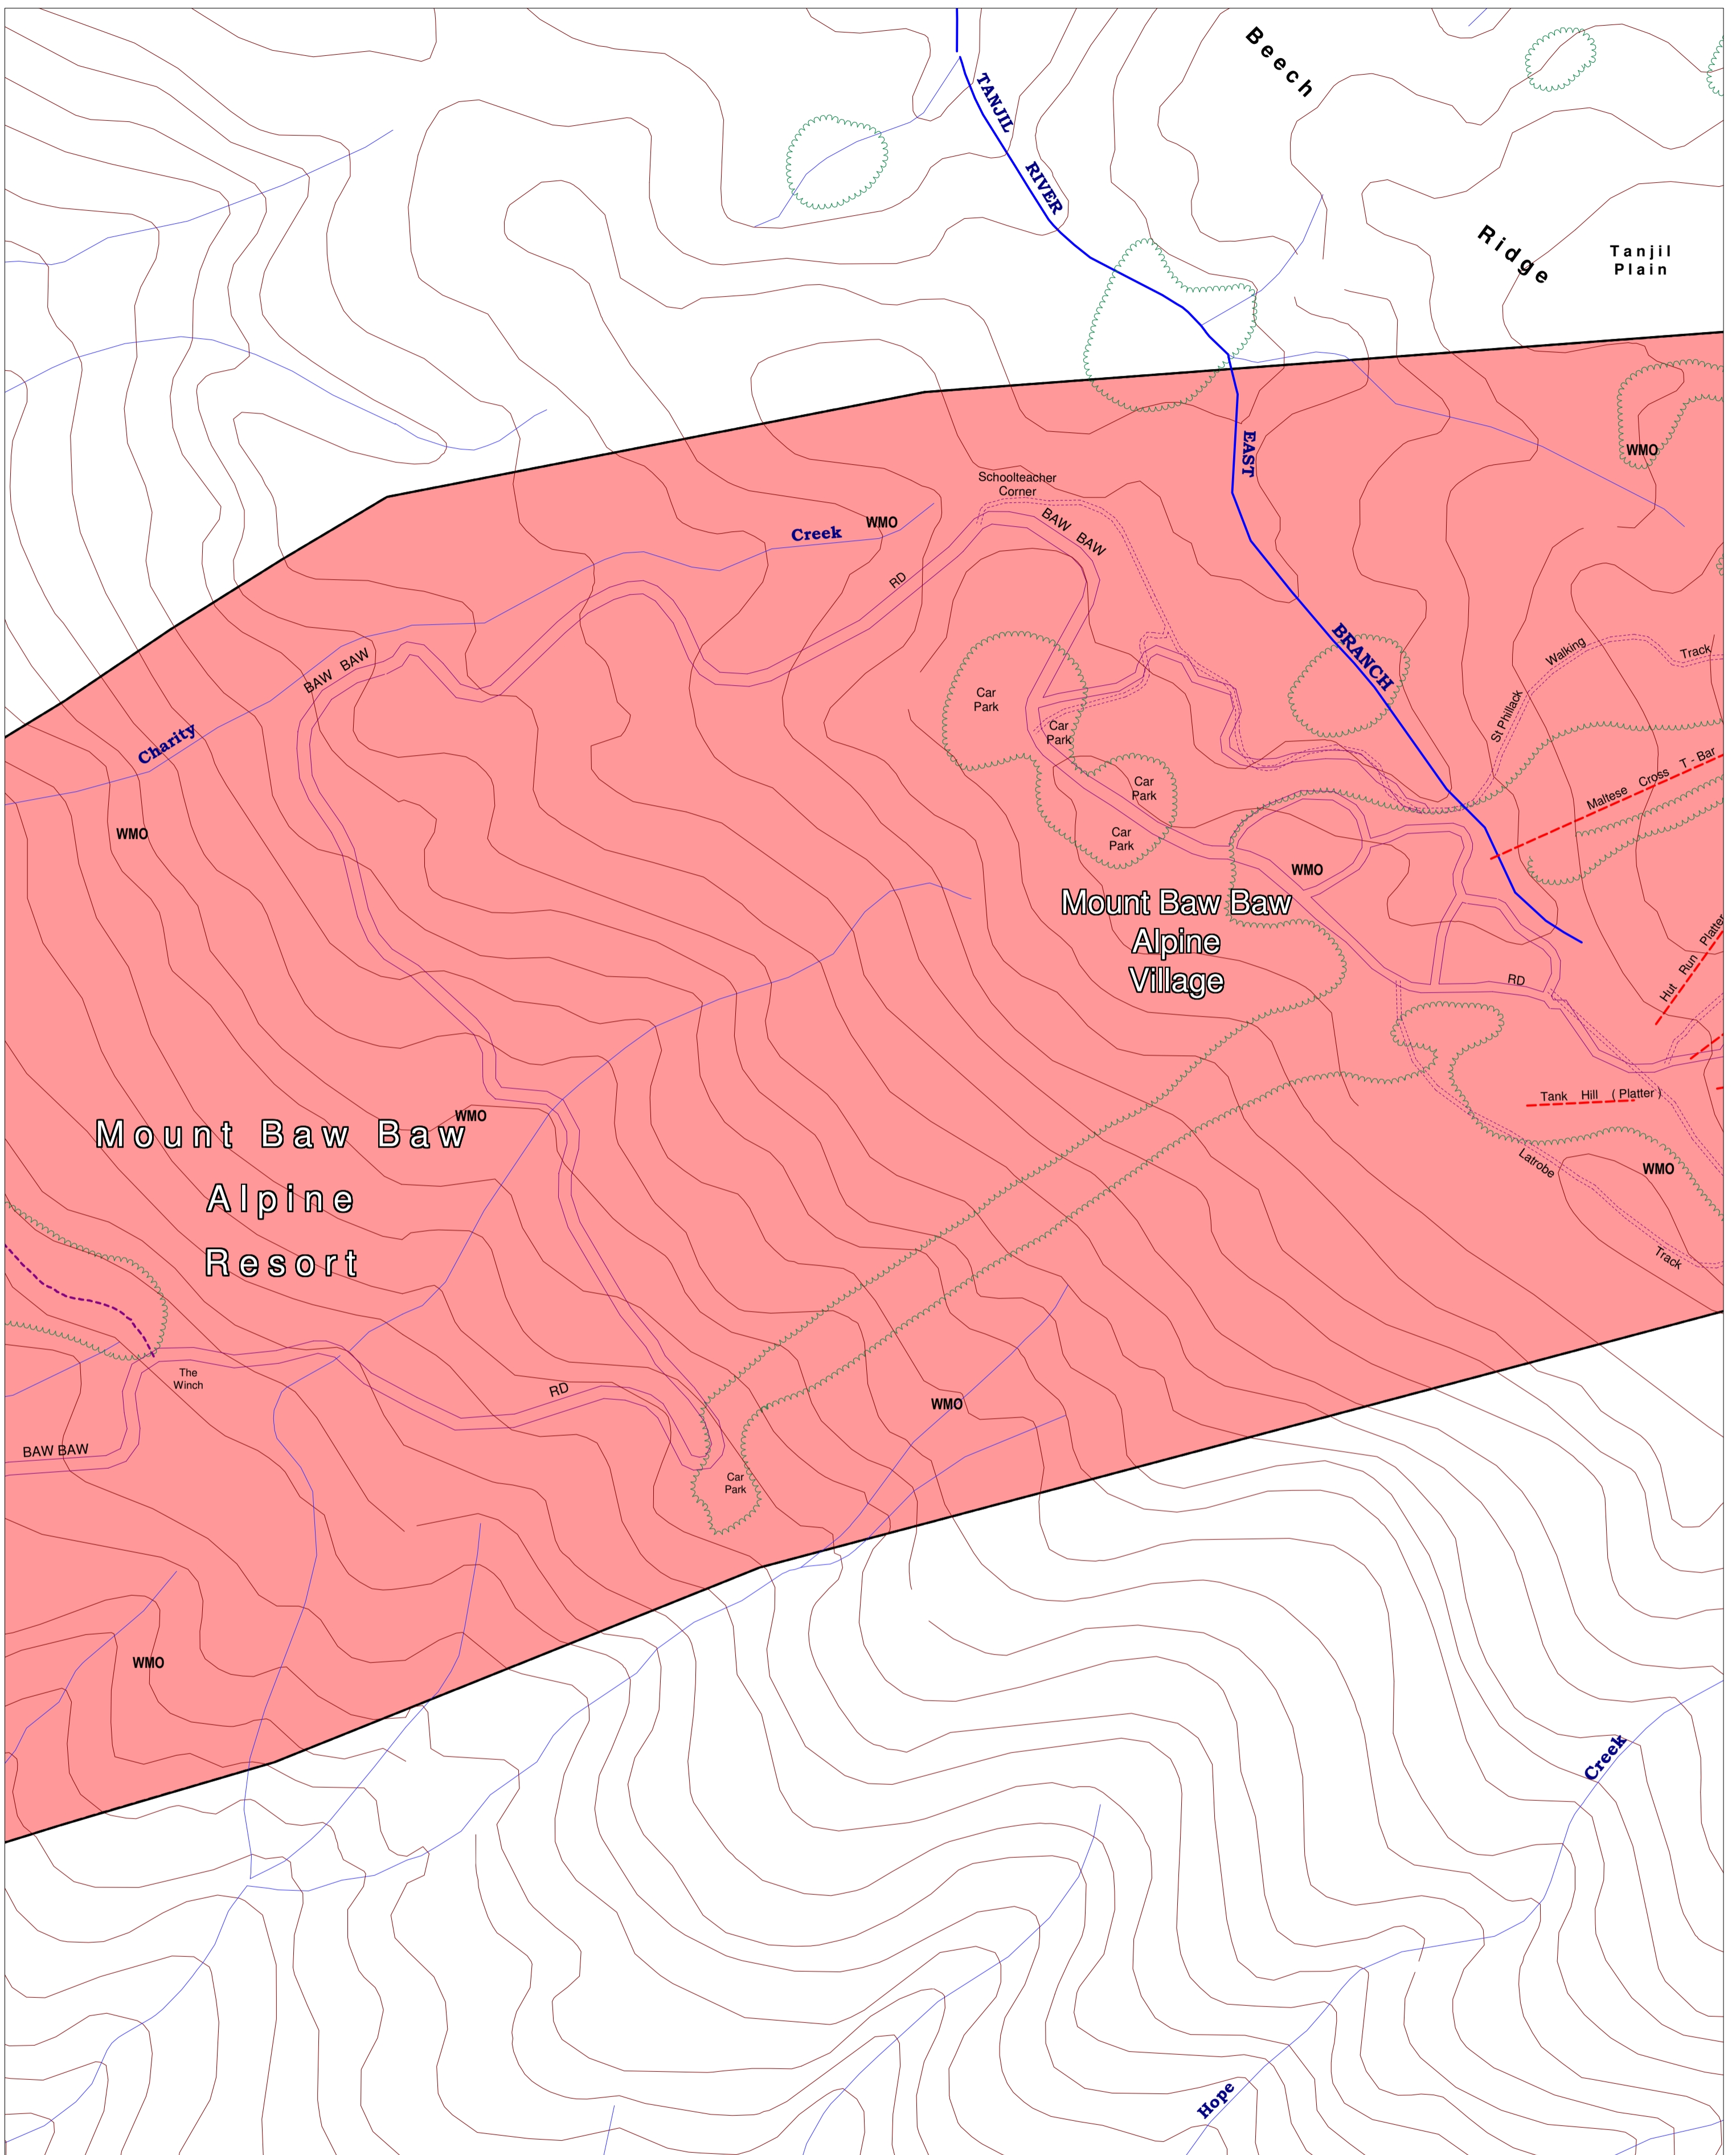 Beech
TANJIL
RIVER
Ridge
Tanjil
Plain
EAST
WMO
Schoolteacher
Corner
WMO
Creek
BAW BAW
RD
BRANCH
Walking
Track
BAW BAW
Car
Park
St Phillack
Charity
Car
Park
Maltese Cross T - Bar
Car
Park
WMO
Car
Park
WMO
Mount Baw Baw
Alpine
Village
Hut Run Platter
RD
Tank Hill ( Platter )
WMO
Mount Baw Baw
Alpine
Resort
Latrobe
WMO
Track
The
Winch
RD
WMO
BAW BAW
Car
Park
WMO
Creek
Hope